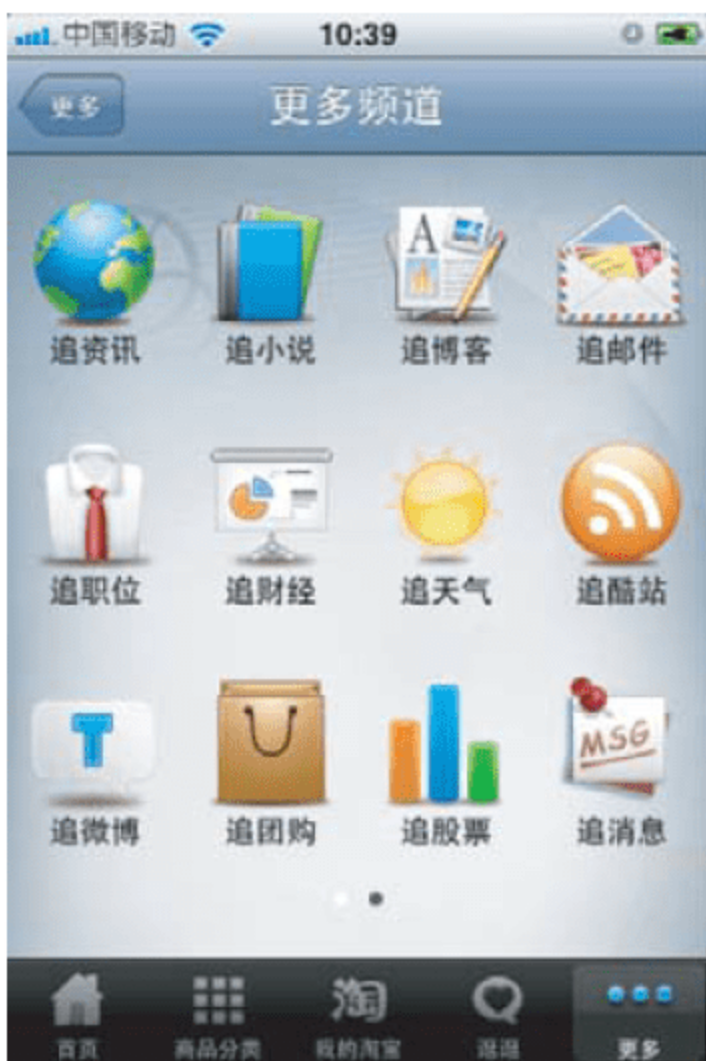 中国移动 10:39
更多 更多频道
追资讯 追小说 追博客 追邮件
追职位 追财经 追天气 追酷站
T
MSG
追微博 追团购 追股票 追消息
首页 商品分类 我的淘宝 逛逛 更多